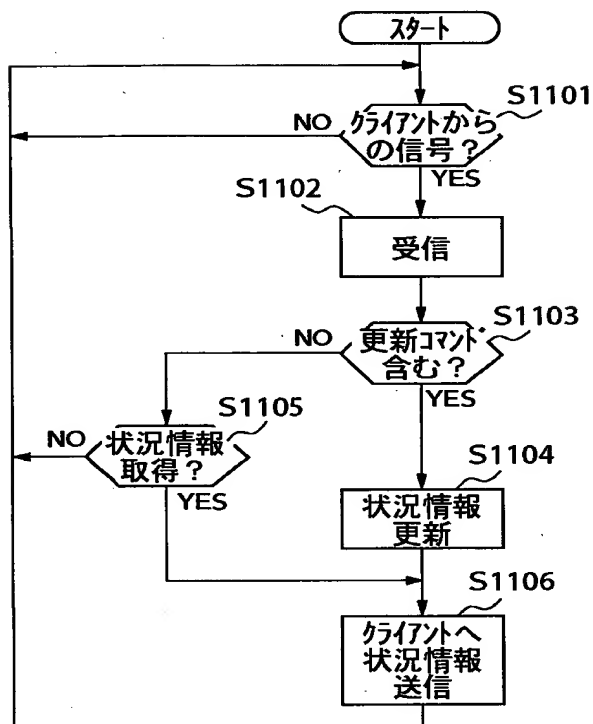 ｽﾀｰﾄ
S1101
NO
ｸﾗｲｱﾝﾄから
の信号？
YES
S1102
受信
S1103
NO
更新ｺﾏﾝﾄﾞ
含む？
YES
S1105
NO
状況情報
取得？
YES
S1104
状況情報
更新
S1106
ｸﾗｲｱﾝﾄへ
状況情報
送信